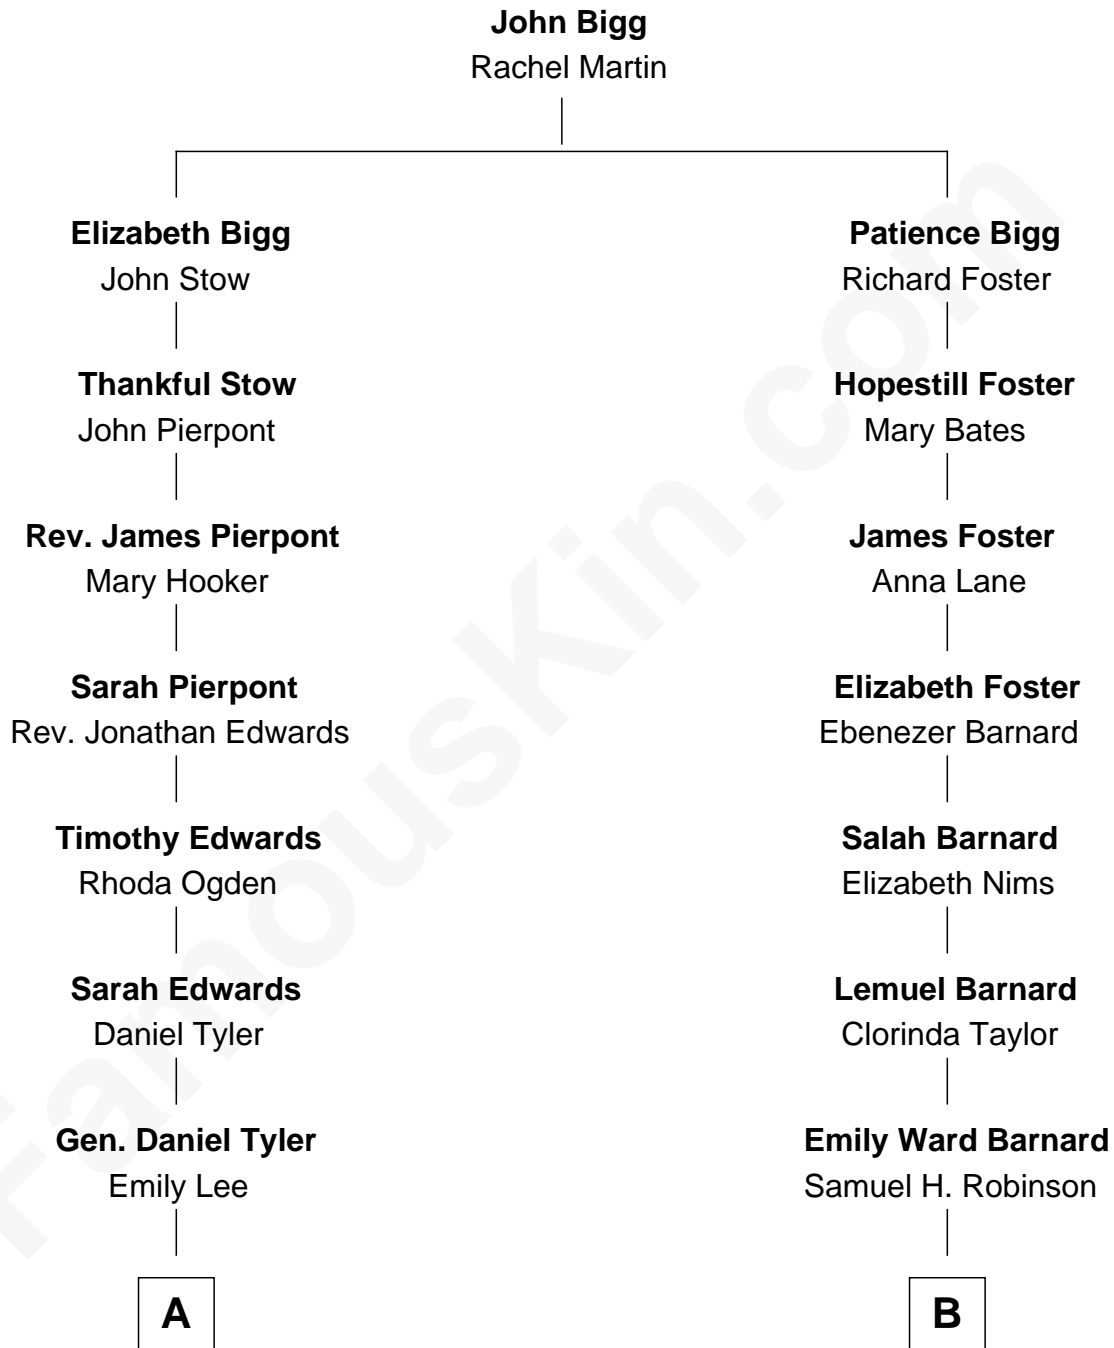 John Bigg
Rachel Martin
Elizabeth Bigg
John Stow
Patience Bigg
Richard Foster
Thankful Stow
John Pierpont
Hopestill Foster
Mary Bates
Rev. James Pierpont
Mary Hooker
James Foster
Anna Lane
Sarah Pierpont
Rev. Jonathan Edwards
Elizabeth Foster
Ebenezer Barnard
Timothy Edwards
Rhoda Ogden
Salah Barnard
Elizabeth Nims
Sarah Edwards
Daniel Tyler
Lemuel Barnard
Clorinda Taylor
Gen. Daniel Tyler
Emily Lee
Emily Ward Barnard
Samuel H. Robinson
A
B
FamousKin.com